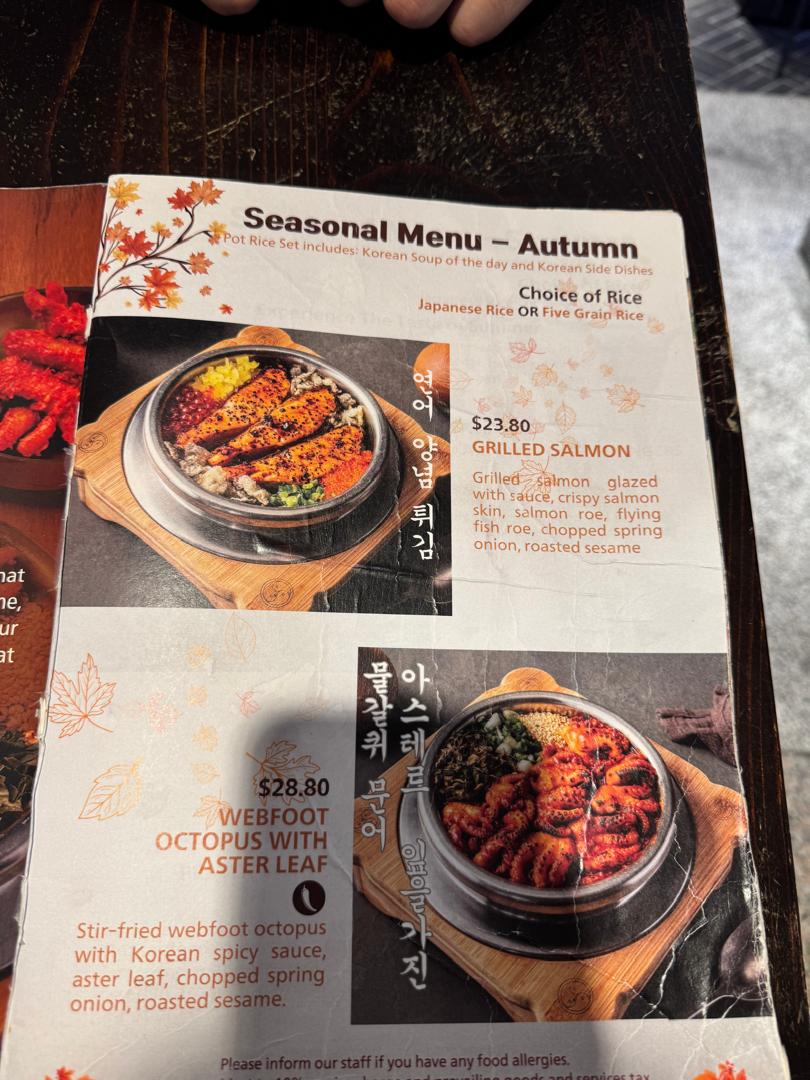 Seasonal Menu – Autumn
Pot Rice Set includes: Korean Soup of the day and Korean Side Dishes
Choice of Rice
Japanese Rice OR Five Grain Rice
연어 양념 튀김
$23.80
GRILLED SALMON
Grilled salmon glazed
with sauce, crispy salmon
skin, salmon roe, flying
fish roe, chopped spring
onion, roasted sesame
hat
me,
ur
at
아스테르 잎을 가진
물갈퀴 문어
$28.80
WEBFOOT
OCTOPUS WITH
ASTER LEAF
Stir-fried webfoot octopus
with Korean spicy sauce,
aster leaf, chopped spring
onion, roasted sesame.
Please inform our staff if you have any food allergies.